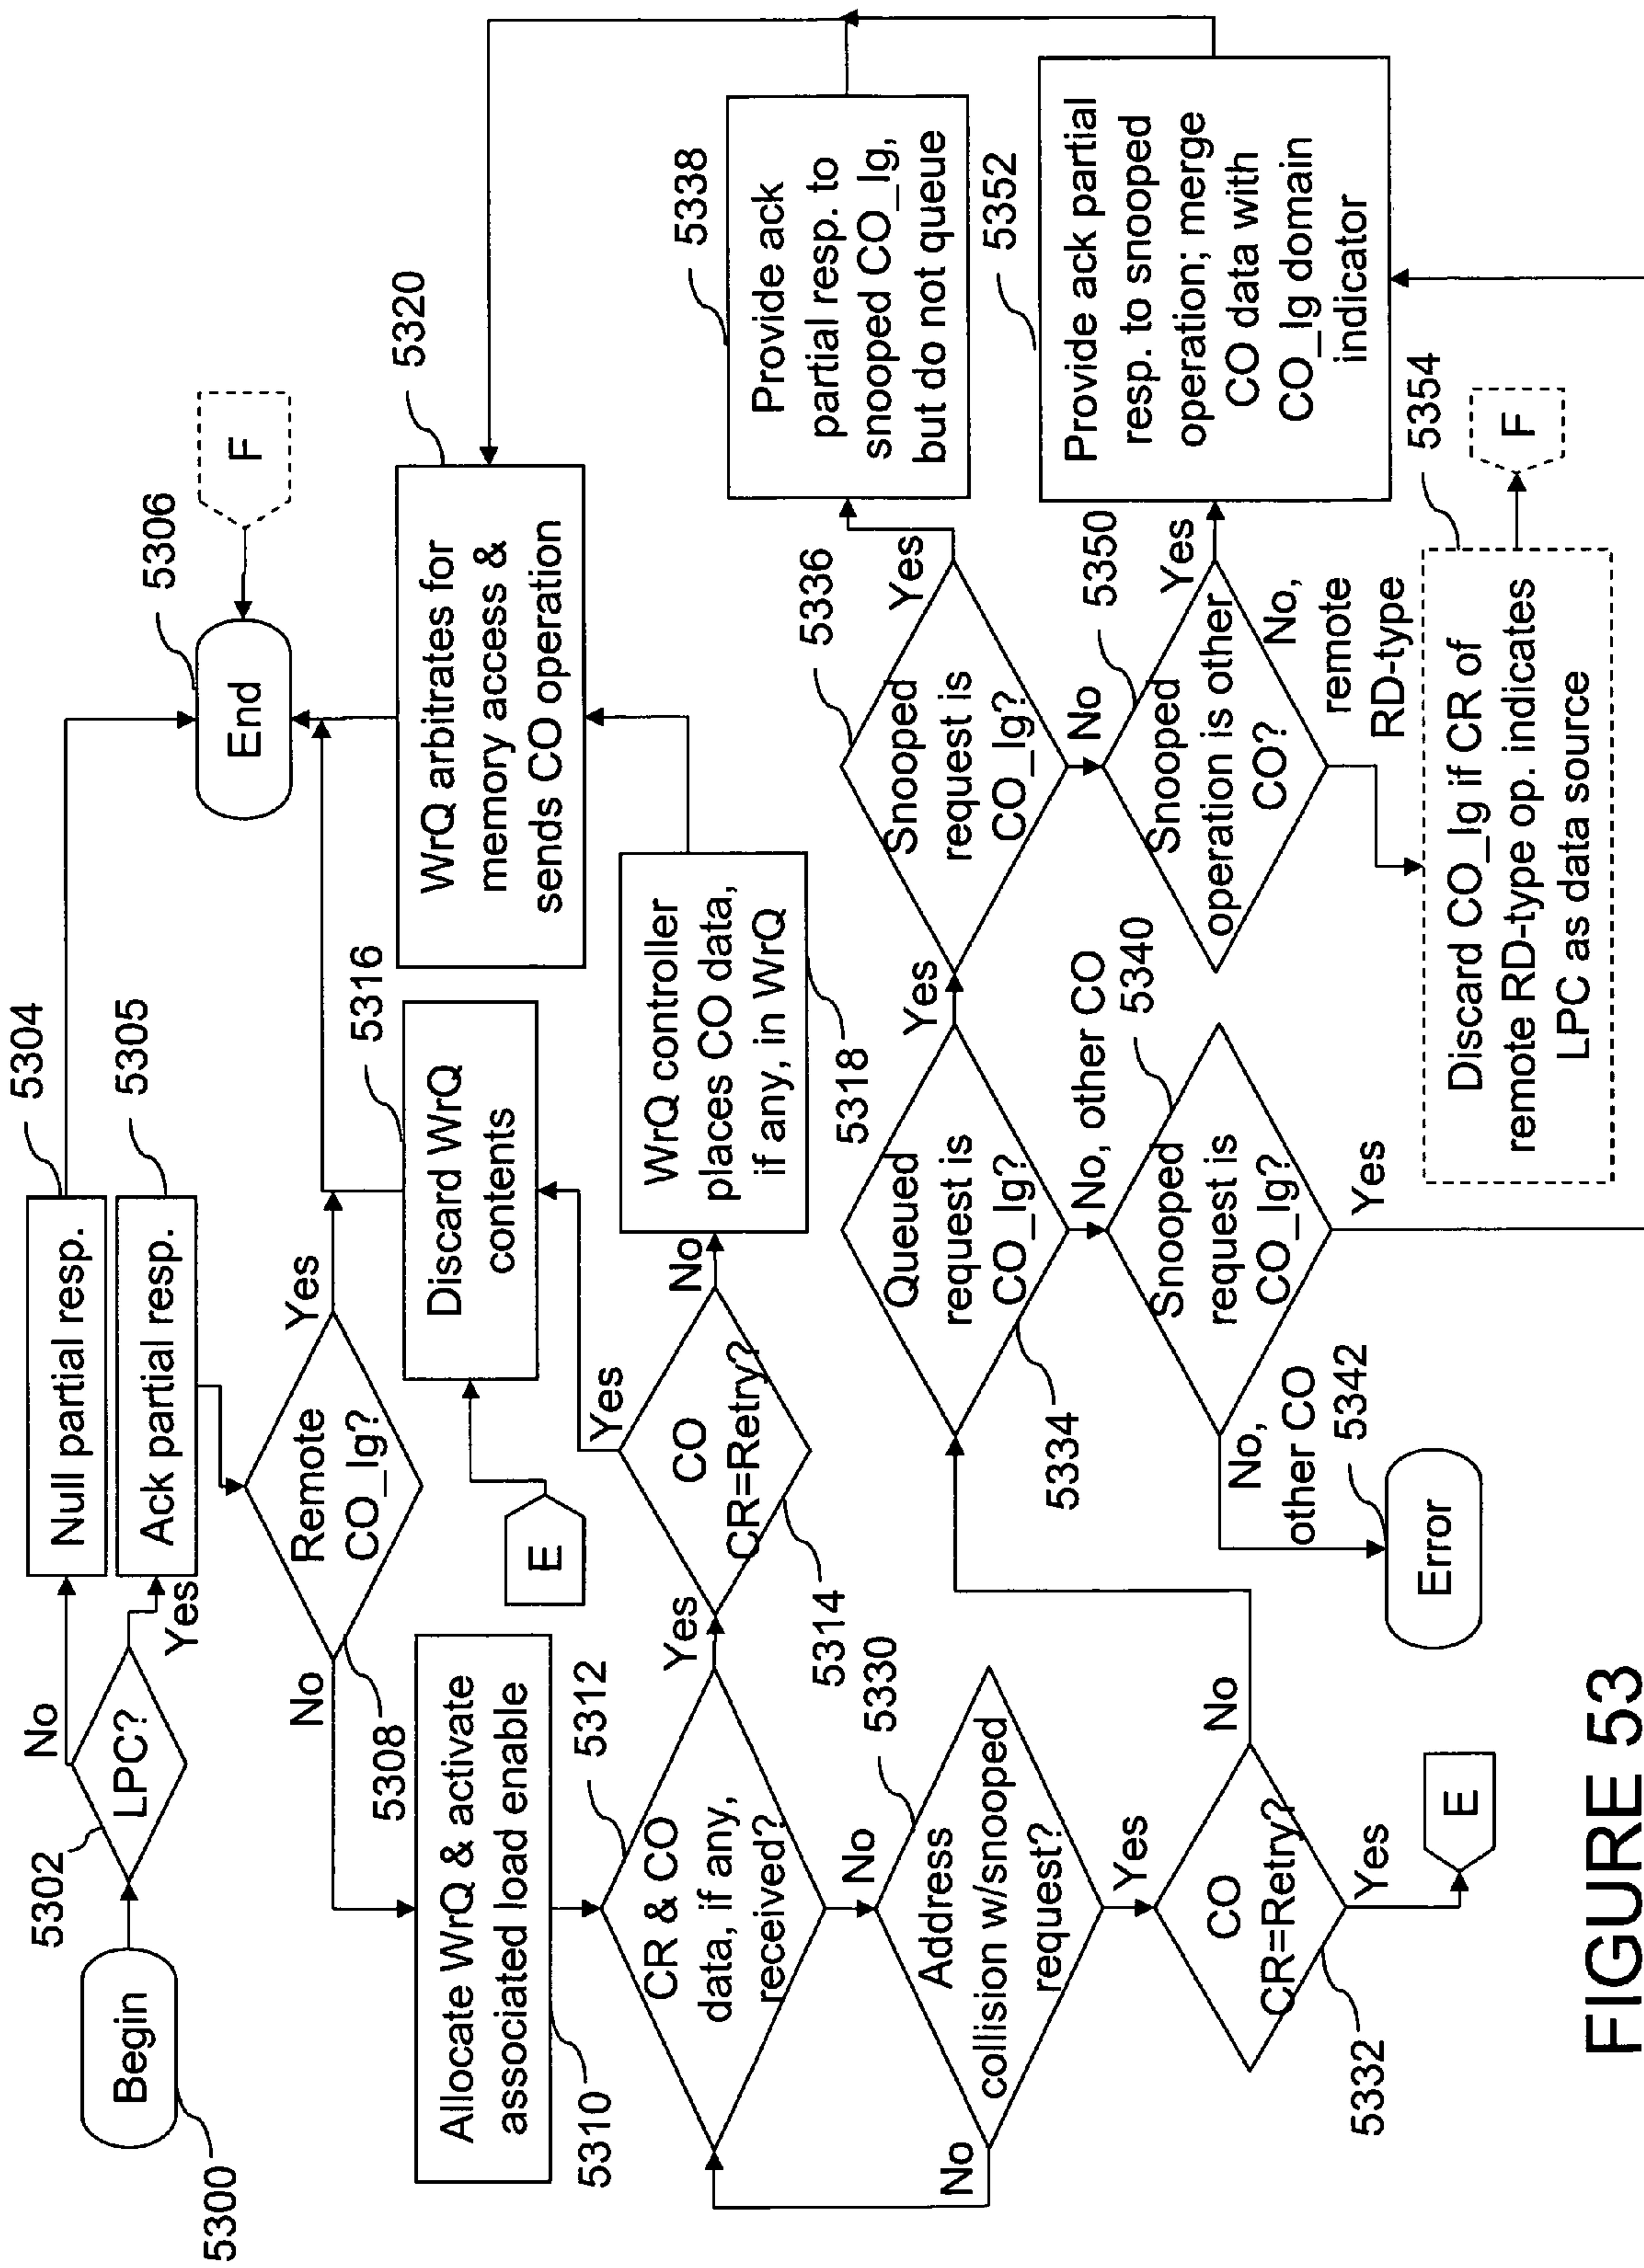 5300
Begin
5302
LPC?
No
Yes
5304
Null partial resp.
5305
Ack partial resp.
5306
End
F
Remote
CO_lg?
Yes
No
5308
Allocate WrQ & activate
associated load enable
5310
5312
CR & CO
data, if any,
received?
Yes
No
5314
CO
CR=Retry?
Yes
No
E
5316
Discard WrQ
contents
WrQ controller
places CO data,
if any, in WrQ
5318
5320
WrQ arbitrates for
memory access &
sends CO operation
5330
Address
collision w/snooped
request?
No
Yes
CO
CR=Retry?
5332
No
Yes
E
5334
Queued
request is
CO_lg?
Yes
No, other CO
5336
Snooped
request is
CO_lg?
Yes
No
5338
Provide ack
partial resp. to
snooped CO_lg,
but do not queue
5340
Snooped
request is
CO_lg?
No,
other CO
Yes
5342
Error
5350
Snooped
operation is other
CO?
Yes
No,
remote
RD-type
5352
Provide ack partial
resp. to snooped
operation; merge
CO data with
CO_lg domain
indicator
5354
Discard CO_lg if CR of
remote RD-type op. indicates
LPC as data source
F
FIGURE 53